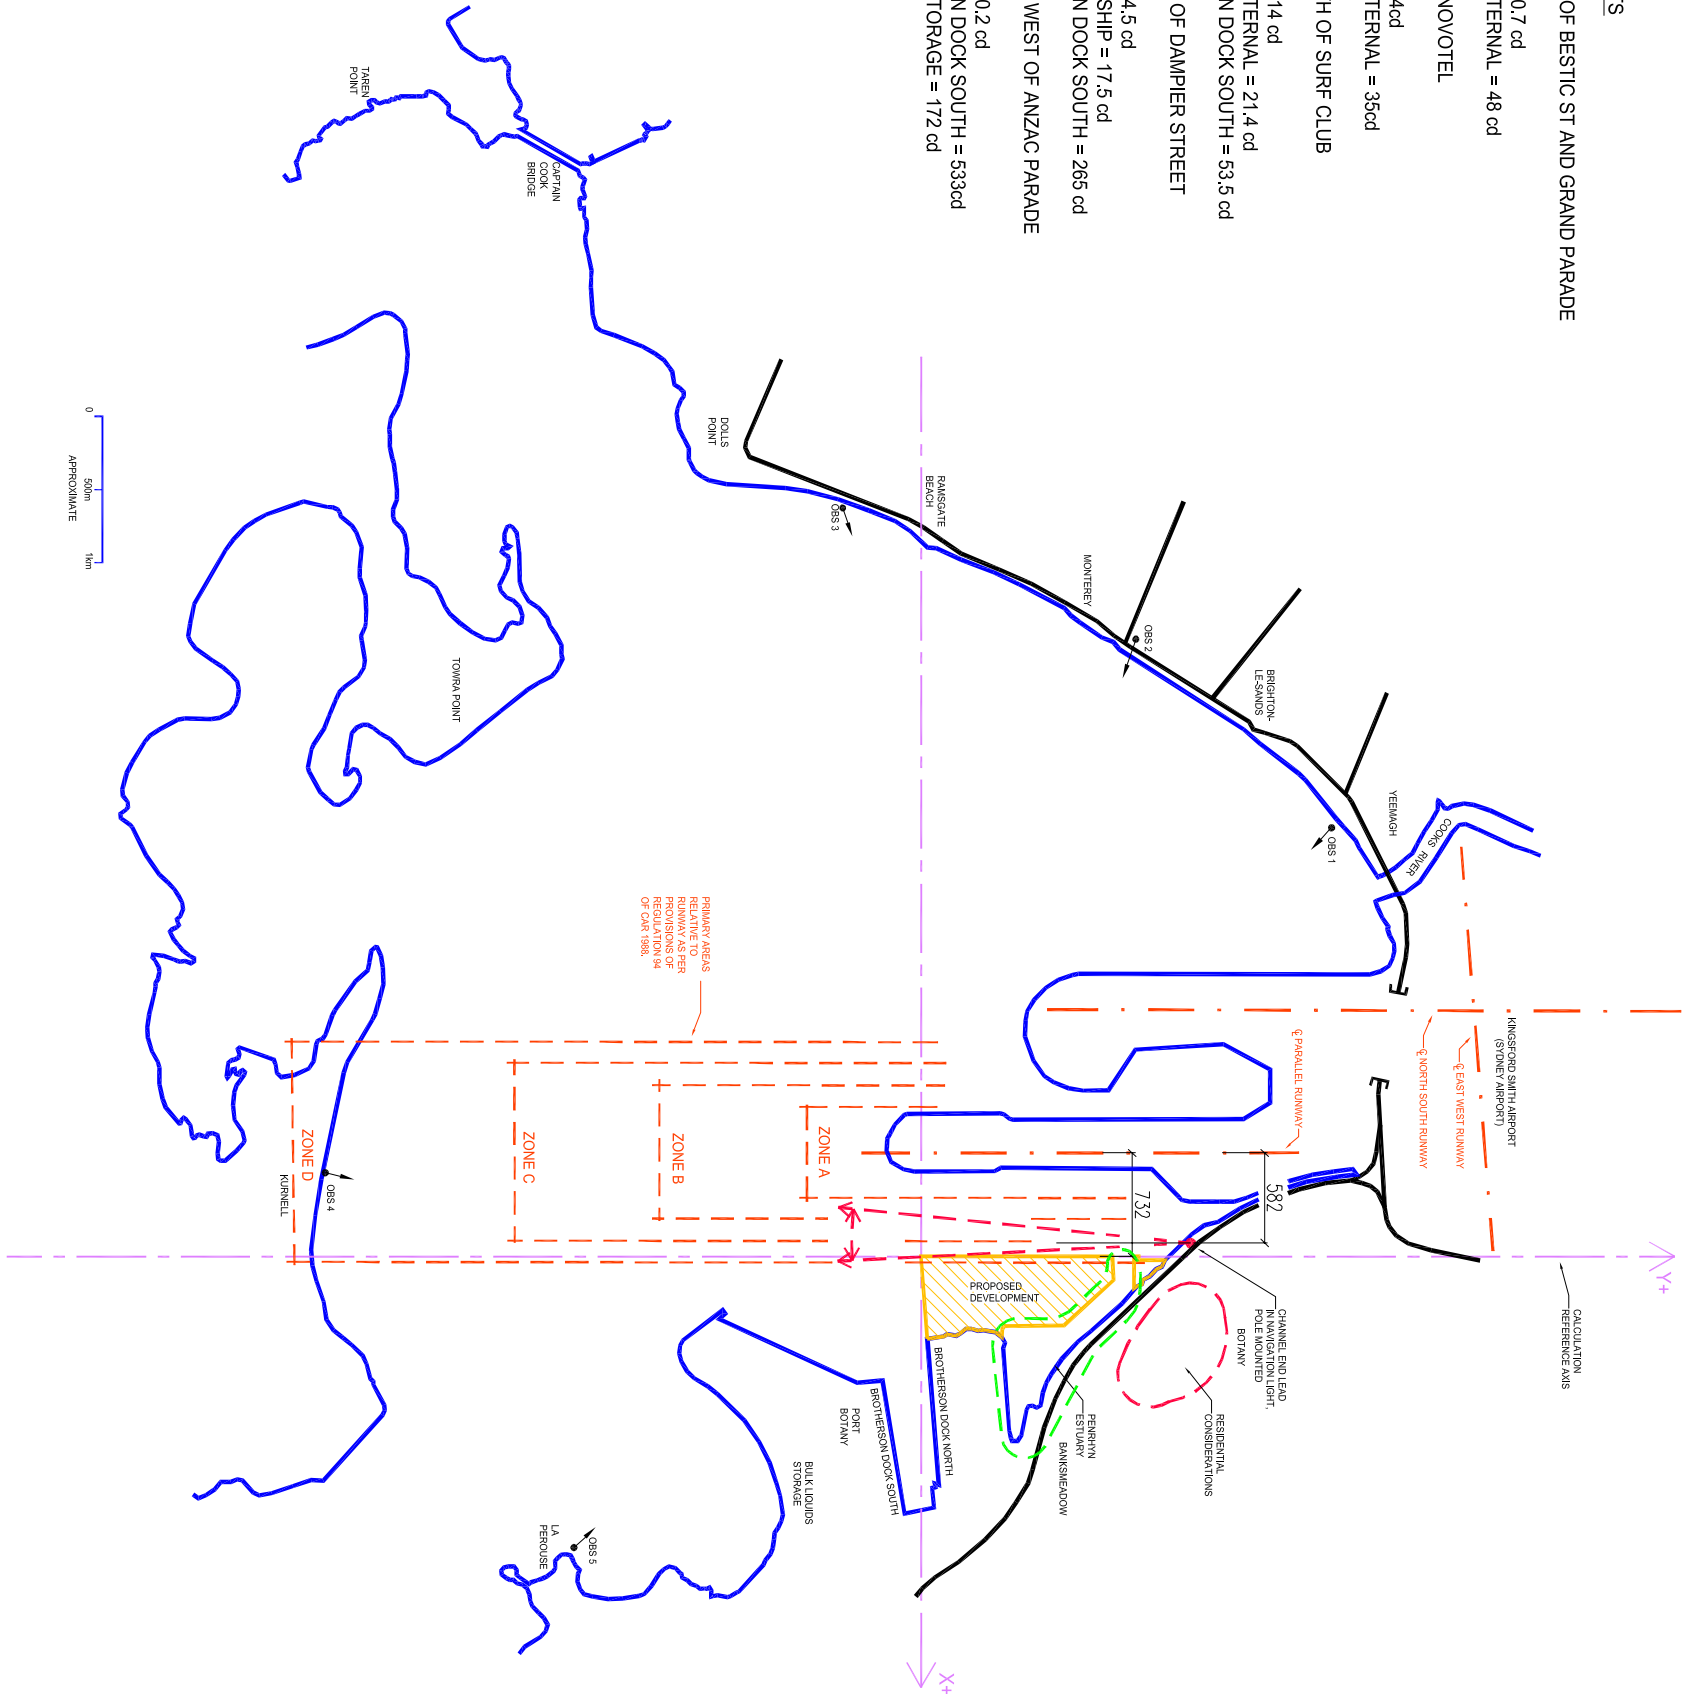 TS
OF BESTIC ST AND GRAND PARADE
0.7 cd
TERNAL = 48 cd
NOVOTEL
4cd
TERNAL = 35cd
TH OF SURF CLUB
14 cd
TERNAL = 21.4 cd
N DOCK SOUTH = 53.5 cd
OF DAMPIER STREET
4.5 cd
SHIP = 17.5 cd
N DOCK SOUTH = 265 cd
WEST OF ANZAC PARADE
0.2 cd
N DOCK SOUTH = 533cd
TORAGE = 172 cd
TAREN
POINT
CAPTAIN
COOK
BRIDGE
DOLLS
POINT
RAMSGATE
BEACH
OBS 3
MONTEREY
OBS 2
BRIGHTON-
LE-SANDS
YEEMAGH
OBS 1
COOKS RIVER
0
500m
1km
APPROXIMATE
TOWRA POINT
PRIMARY AREAS
RELATIVE TO
RUNWAY AS PER
PROVISIONS OF
REGULATION 94
OF CAR 1988.
KINGSFORD SMITH AIRPORT
(SYDNEY AIRPORT)
℄ EAST WEST RUNWAY
℄ NORTH SOUTH RUNWAY
℄ PARALLEL RUNWAY
ZONE A
ZONE B
ZONE C
ZONE D
KURNELL
OBS 4
582
732
Y+
CALCULATION
REFERENCE AXIS
CHANNEL END LEAD
IN NAVIGATION LIGHT,
POLE MOUNTED
BOTANY
PROPOSED
DEVELOPMENT
RESIDENTIAL
CONSIDERATIONS
PENRHYN
ESTUARY
BANKSMEADOW
BROTHERSON DOCK NORTH
BROTHERSON DOCK SOUTH
PORT
BOTANY
BULK LIQUIDS
STORAGE
OBS 5
LA
PEROUSE
X+